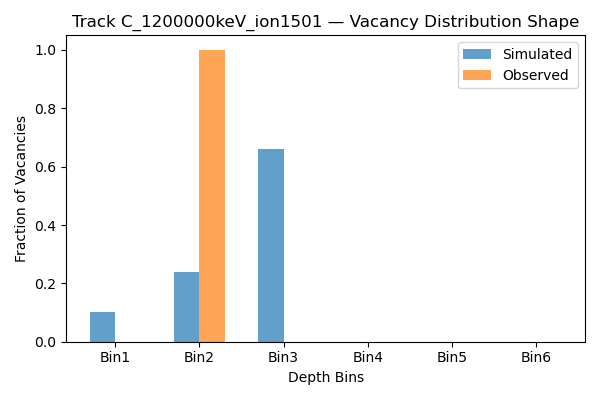 Track C_1200000keV_ion1501 — Vacancy Distribution Shape
Simulated
Observed
Fraction of Vacancies
1.0
0.8
0.6
0.4
0.2
0.0
Bin1 Bin2 Bin3 Bin4 Bin5 Bin6
Depth Bins